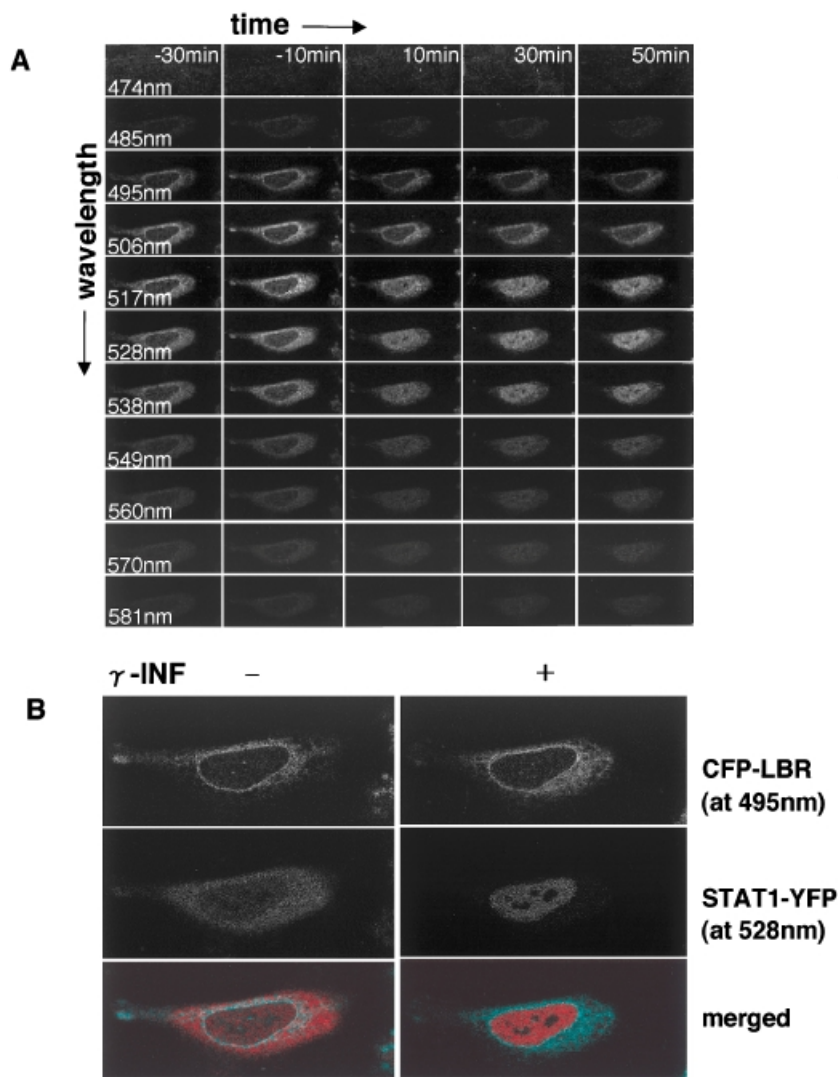 time
A
-30min -10min 10min 30min 50min
474nm
485nm
495nm
506nm
517nm
528nm
538nm
549nm
560nm
570nm
581nm
wavelength
B
γ-INF − +
CFP-LBR
(at 495nm)
STAT1-YFP
(at 528nm)
merged